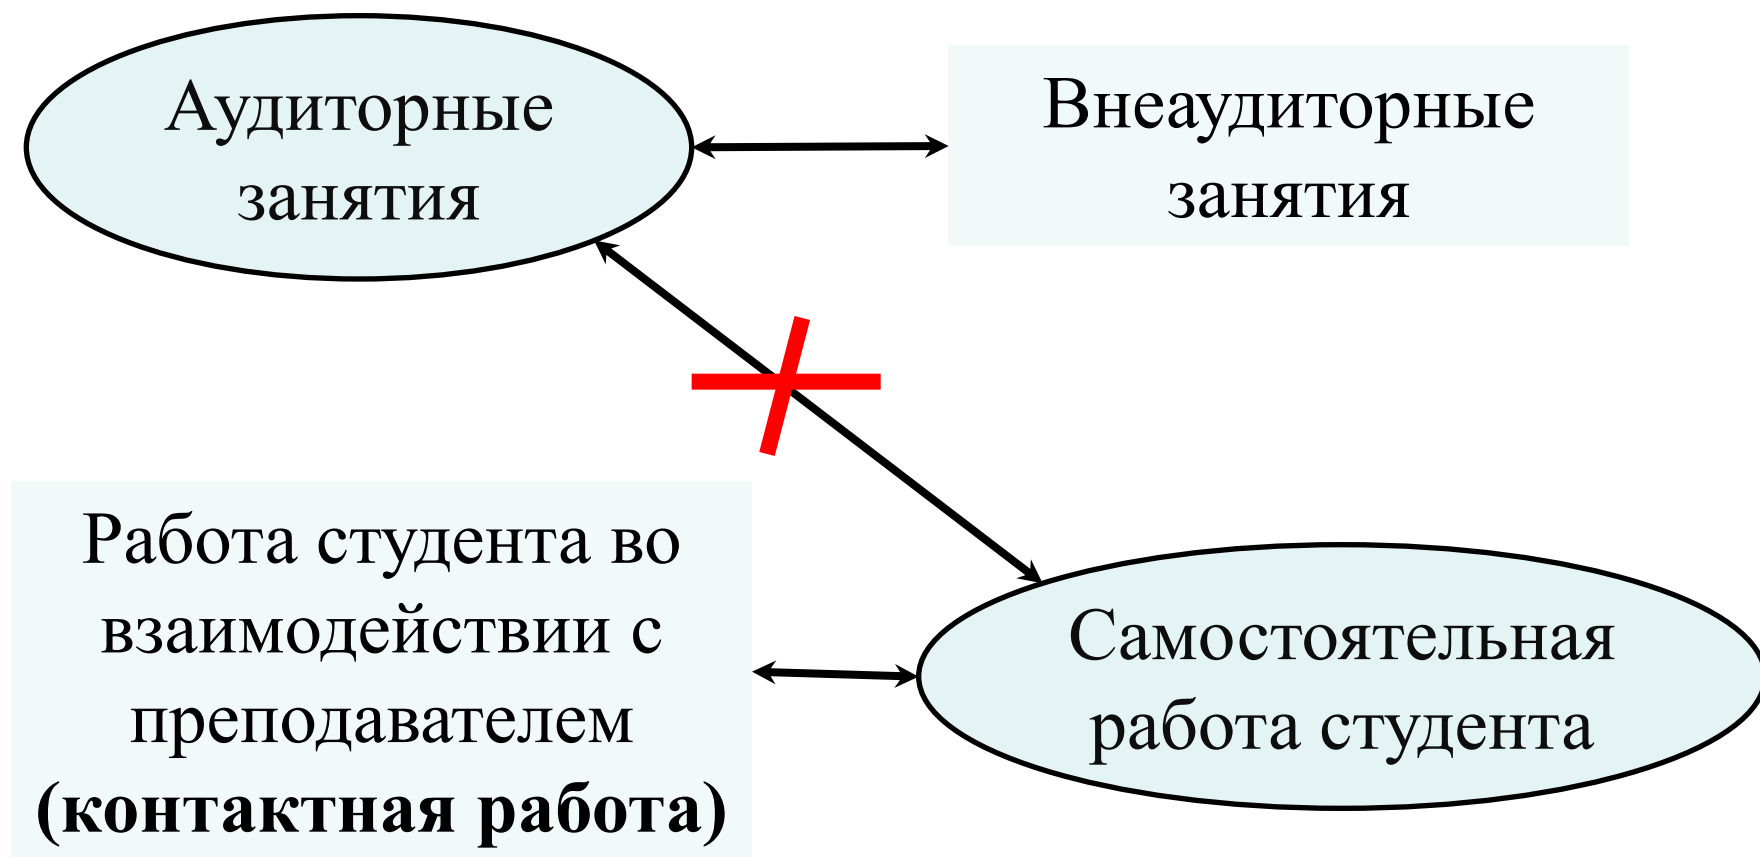 Аудиторные
занятия
Внеаудиторные
занятия
Работа студента во
взаимодействии с
преподавателем
(контактная работа)
Самостоятельная
работа студента